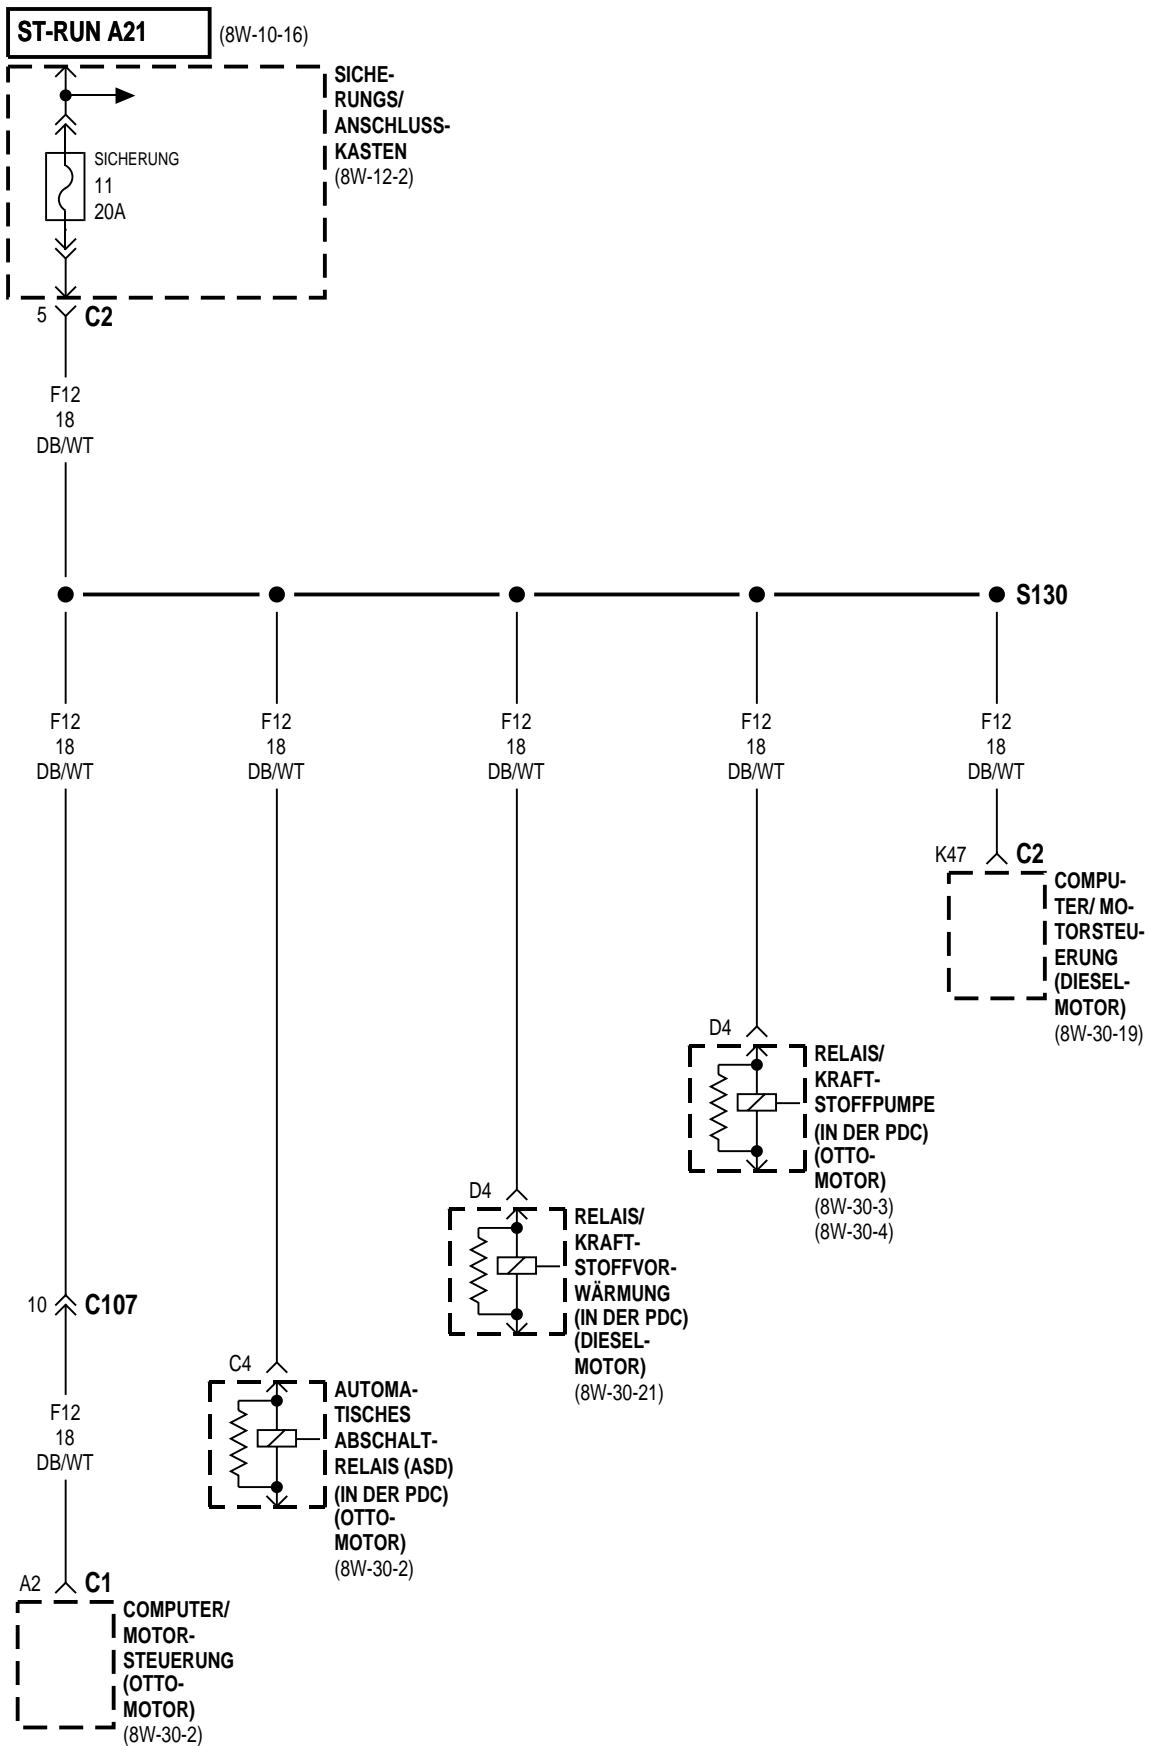 ST-RUN A21
(8W-10-16)
SICHE-
RUNGS/
ANSCHLUSS-
KASTEN
(8W-12-2)
SICHERUNG
11
20A
5
C2
F12
18
DB/WT
S130
F12
18
DB/WT
F12
18
DB/WT
F12
18
DB/WT
F12
18
DB/WT
F12
18
DB/WT
K47
C2
COMPU-
TER/ MO-
TORSTEU-
ERUNG
(DIESEL-
MOTOR)
(8W-30-19)
D4
RELAIS/
KRAFT-
STOFFPUMPE
(IN DER PDC)
(OTTO-
MOTOR)
(8W-30-3)
(8W-30-4)
D4
RELAIS/
KRAFT-
STOFFVOR-
WÄRMUNG
(IN DER PDC)
(DIESEL-
MOTOR)
(8W-30-21)
10
C107
C4
AUTOMA-
TISCHES
ABSCHALT-
RELAIS (ASD)
(IN DER PDC)
(OTTO-
MOTOR)
(8W-30-2)
F12
18
DB/WT
A2
C1
COMPUTER/
MOTOR-
STEUERUNG
(OTTO-
MOTOR)
(8W-30-2)